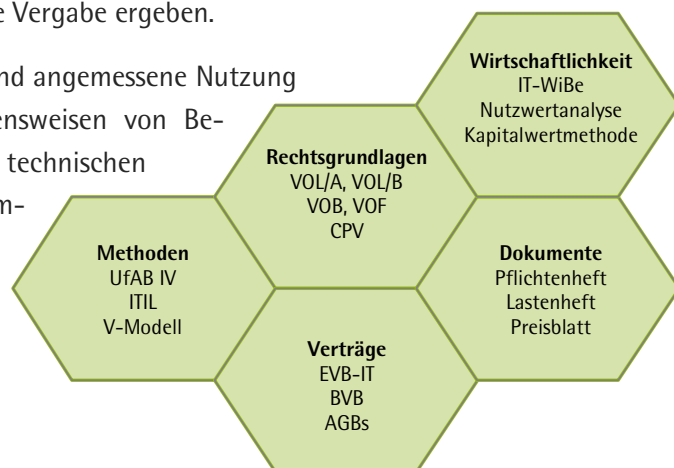 e Vergabe ergeben.
nd angemessene Nutzung
ensweisen von Be-
technischen
m-
Wirtschaftlichkeit
IT-WiBe
Nutzwertanalyse
Kapitalwertmethode
Rechtsgrundlagen
VOL/A, VOL/B
VOB, VOF
CPV
Methoden
UfAB IV
ITIL
V-Modell
Dokumente
Pflichtenheft
Lastenheft
Preisblatt
Verträge
EVB-IT
BVB
AGBs